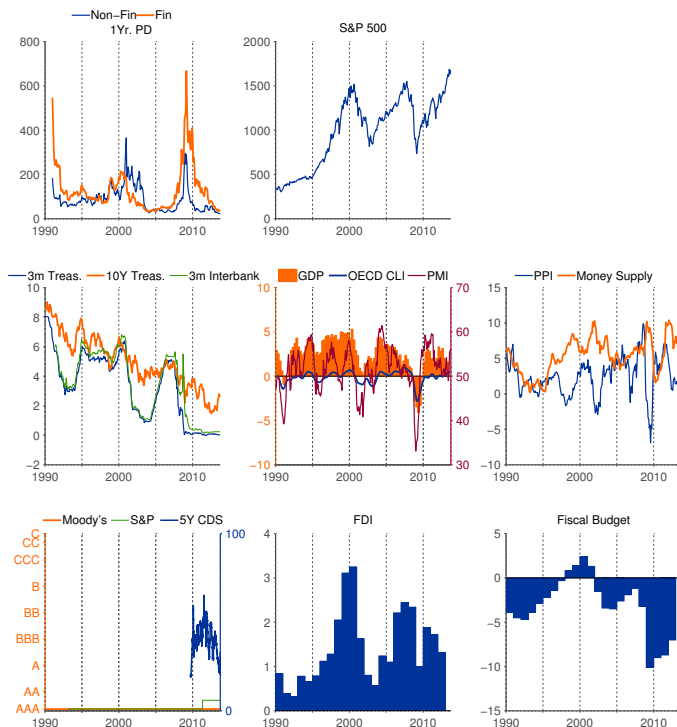 Non−Fin Fin
1Yr. PD
800
600
400
200
0
1990 2000 2010
S&P 500
2000
1500
1000
500
0
1990 2000 2010
3m Treas. 10Y Treas. 3m Interbank
10
8
6
4
2
0
−2
1990 2000 2010
GDP OECD CLI PMI
10 70
5 60
0 50
−5 40
−10 30
1990 2000 2010
PPI Money Supply
15
10
5
0
−5
−10
1990 2000 2010
Moody's S&P 5Y CDS
C 100
CC
CCC
B
BB
BBB
A
AA
AAA 0
1990 2000 2010
FDI
4
3
2
1
0
1990 2000 2010
Fiscal Budget
5
0
−5
−10
−15
1990 2000 2010